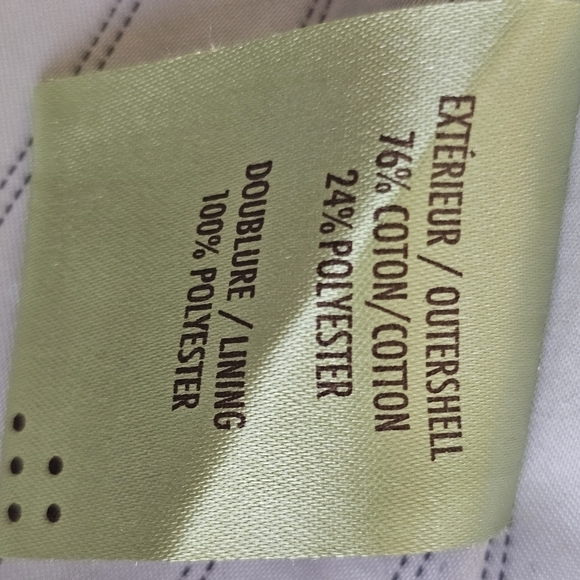 EXTÉRIEUR / OUTERSHELL
76% COTON/COTTON
24% POLYESTER
DOUBLURE / LINING
100% POLYESTER